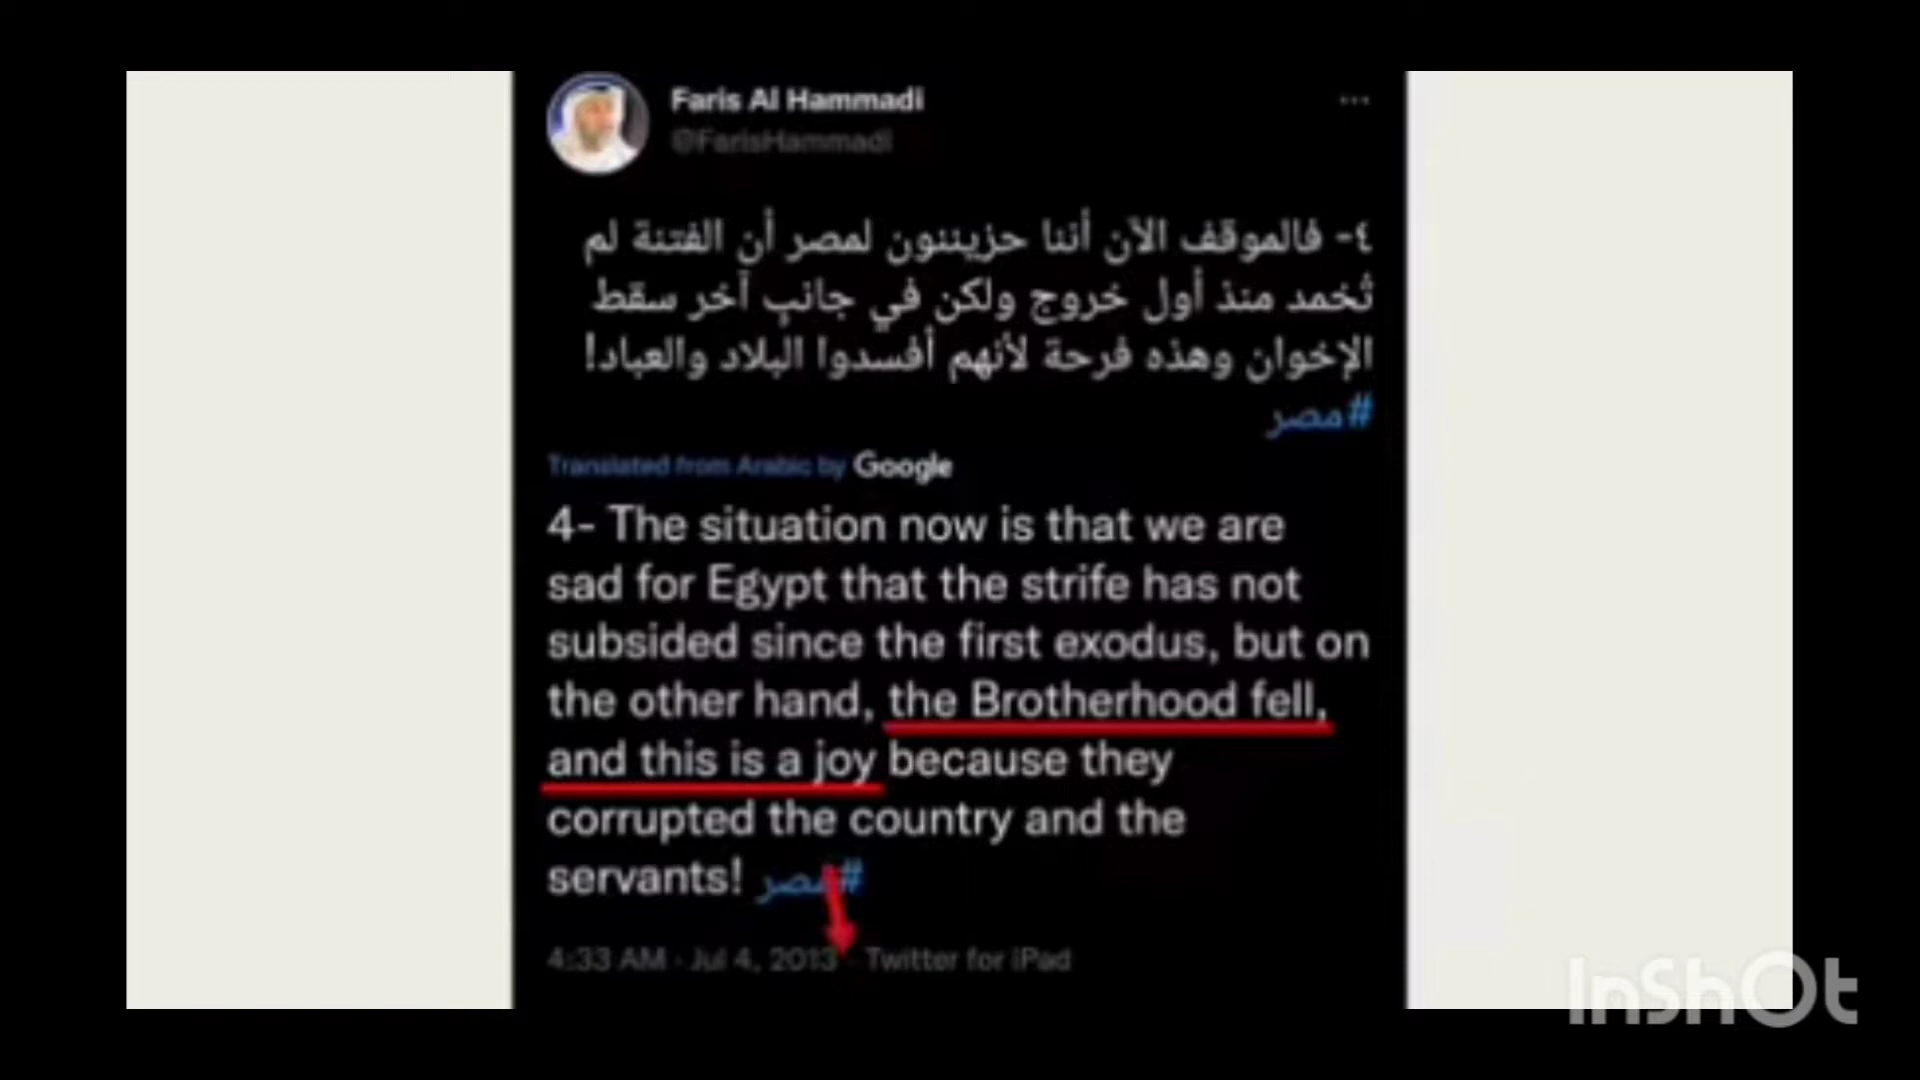 Faris Al Hammadi
@FarisHammadi
٤- فالموقف الآن أننا حزيننون لمصر أن الفتنة لم
تُخمد منذ أول خروج ولكن في جانبٍ آخر سقط
الإخوان وهذه فرحة لأنهم أفسدوا البلاد والعباد!
#مصر
Translated from Arabic by Google
4- The situation now is that we are
sad for Egypt that the strife has not
subsided since the first exodus, but on
the other hand, the Brotherhood fell,
and this is a joy because they
corrupted the country and the
servants! #مصر
4:33 AM · Jul 4, 2013 · Twitter for iPad
InShOt